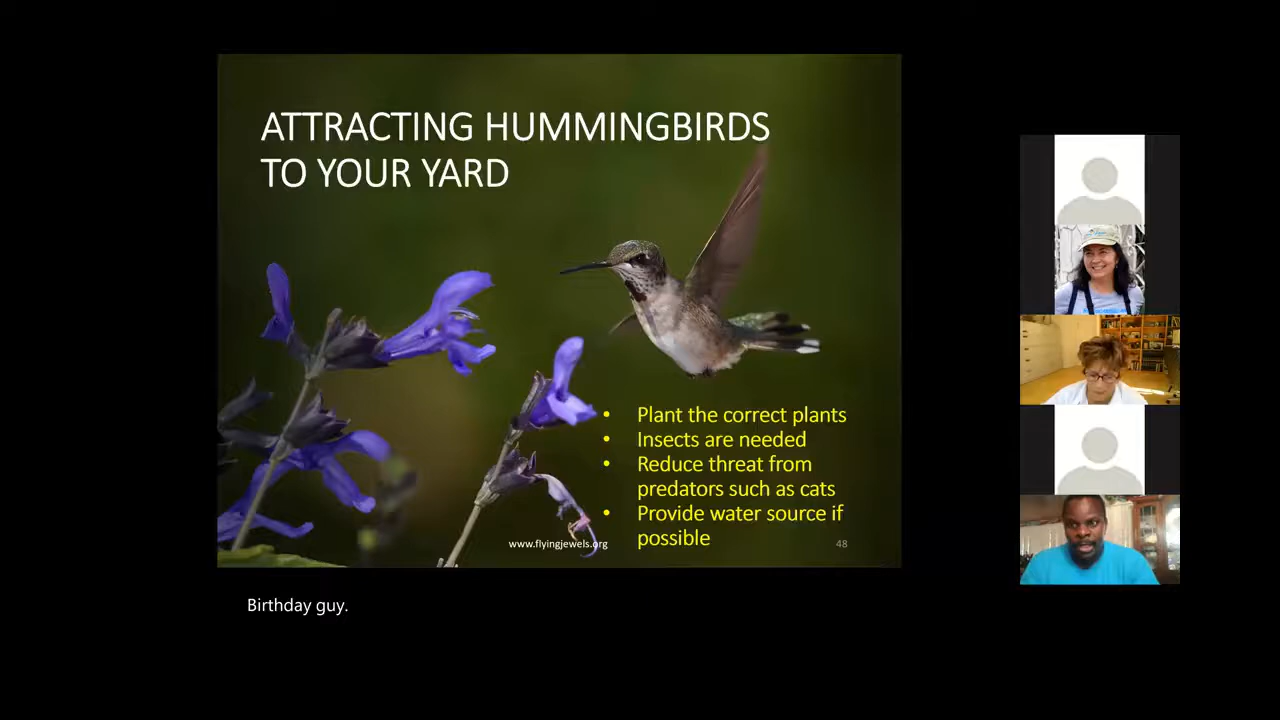 ATTRACTING HUMMINGBIRDS
TO YOUR YARD
• Plant the correct plants
• Insects are needed
• Reduce threat from
predators such as cats
• Provide water source if
possible
www.flyingjewels.org
48
Birthday guy.